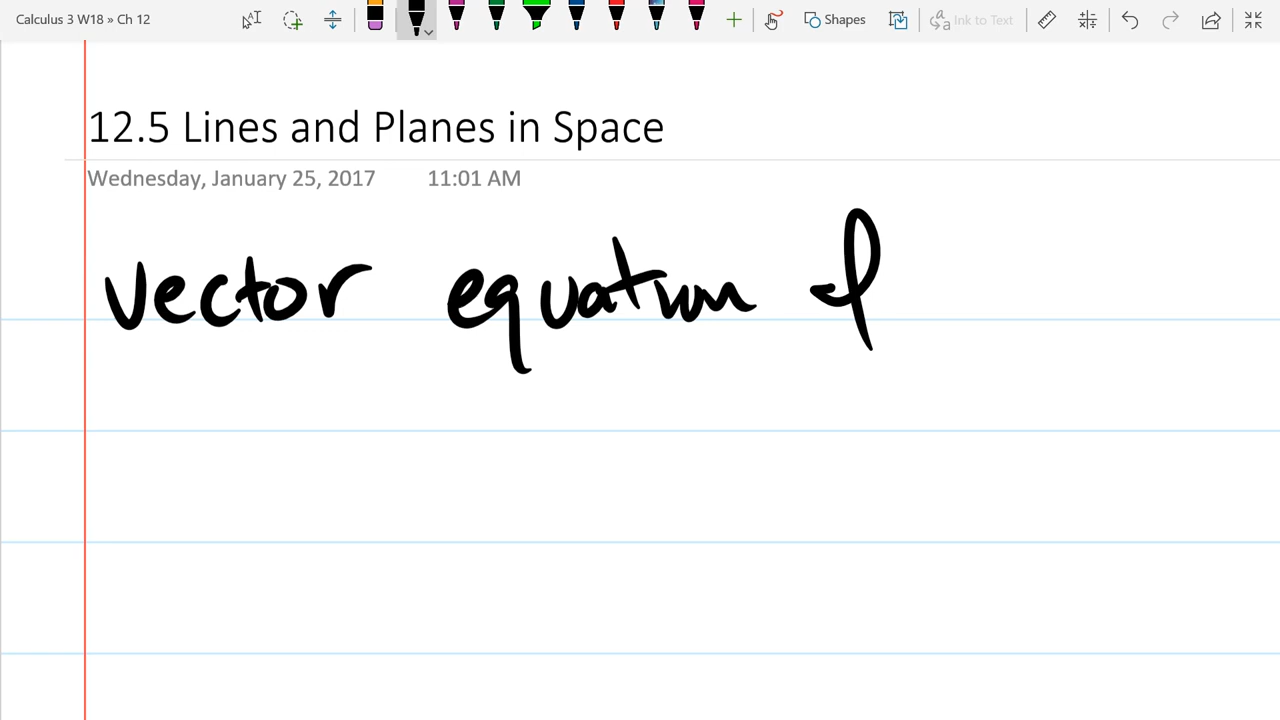 Calculus 3 W18 » Ch 12
Shapes
Ink to Text
12.5 Lines and Planes in Space
Wednesday, January 25, 2017 11:01 AM
vector equation of